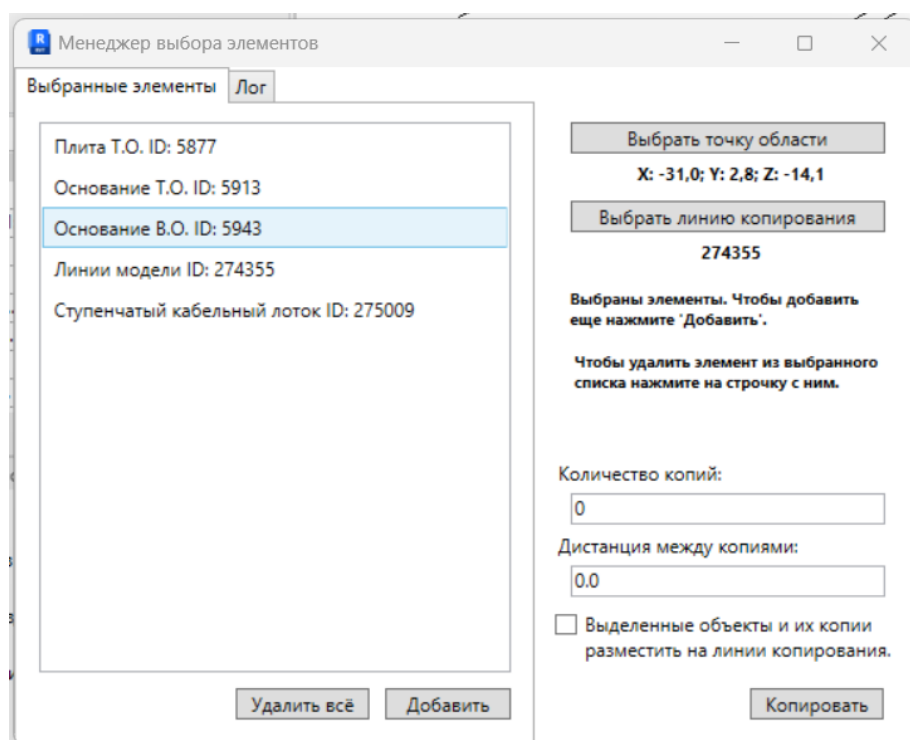 Менеджер выбора элементов
Выбранные элементы
Лог
Плита Т.О. ID: 5877
Основание Т.О. ID: 5913
Основание В.О. ID: 5943
Линии модели ID: 274355
Ступенчатый кабельный лоток ID: 275009
Удалить всё
Добавить
Выбрать точку области
X: -31,0; Y: 2,8; Z: -14,1
Выбрать линию копирования
274355
Выбраны элементы. Чтобы добавить
еще нажмите 'Добавить'.
Чтобы удалить элемент из выбранного
списка нажмите на строчку с ним.
Количество копий:
0
Дистанция между копиями:
0.0
Выделенные объекты и их копии
разместить на линии копирования.
Копировать